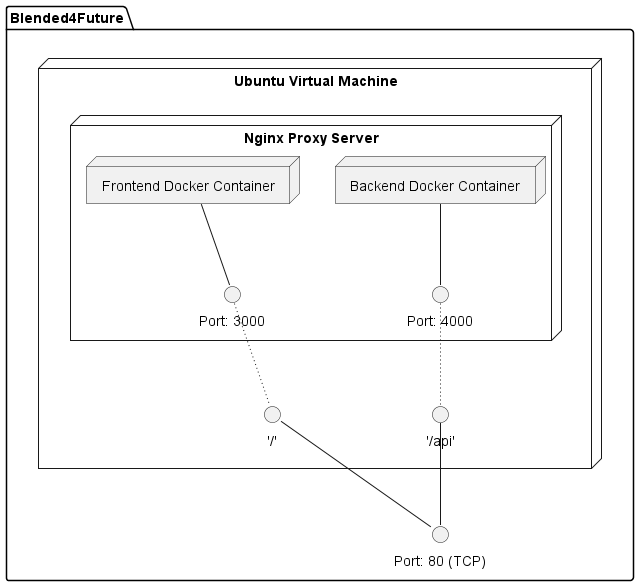 Blended4Future
Ubuntu Virtual Machine
Nginx Proxy Server
Frontend Docker Container
Backend Docker Container
Port: 3000
Port: 4000
'/'
'/api'
Port: 80 (TCP)